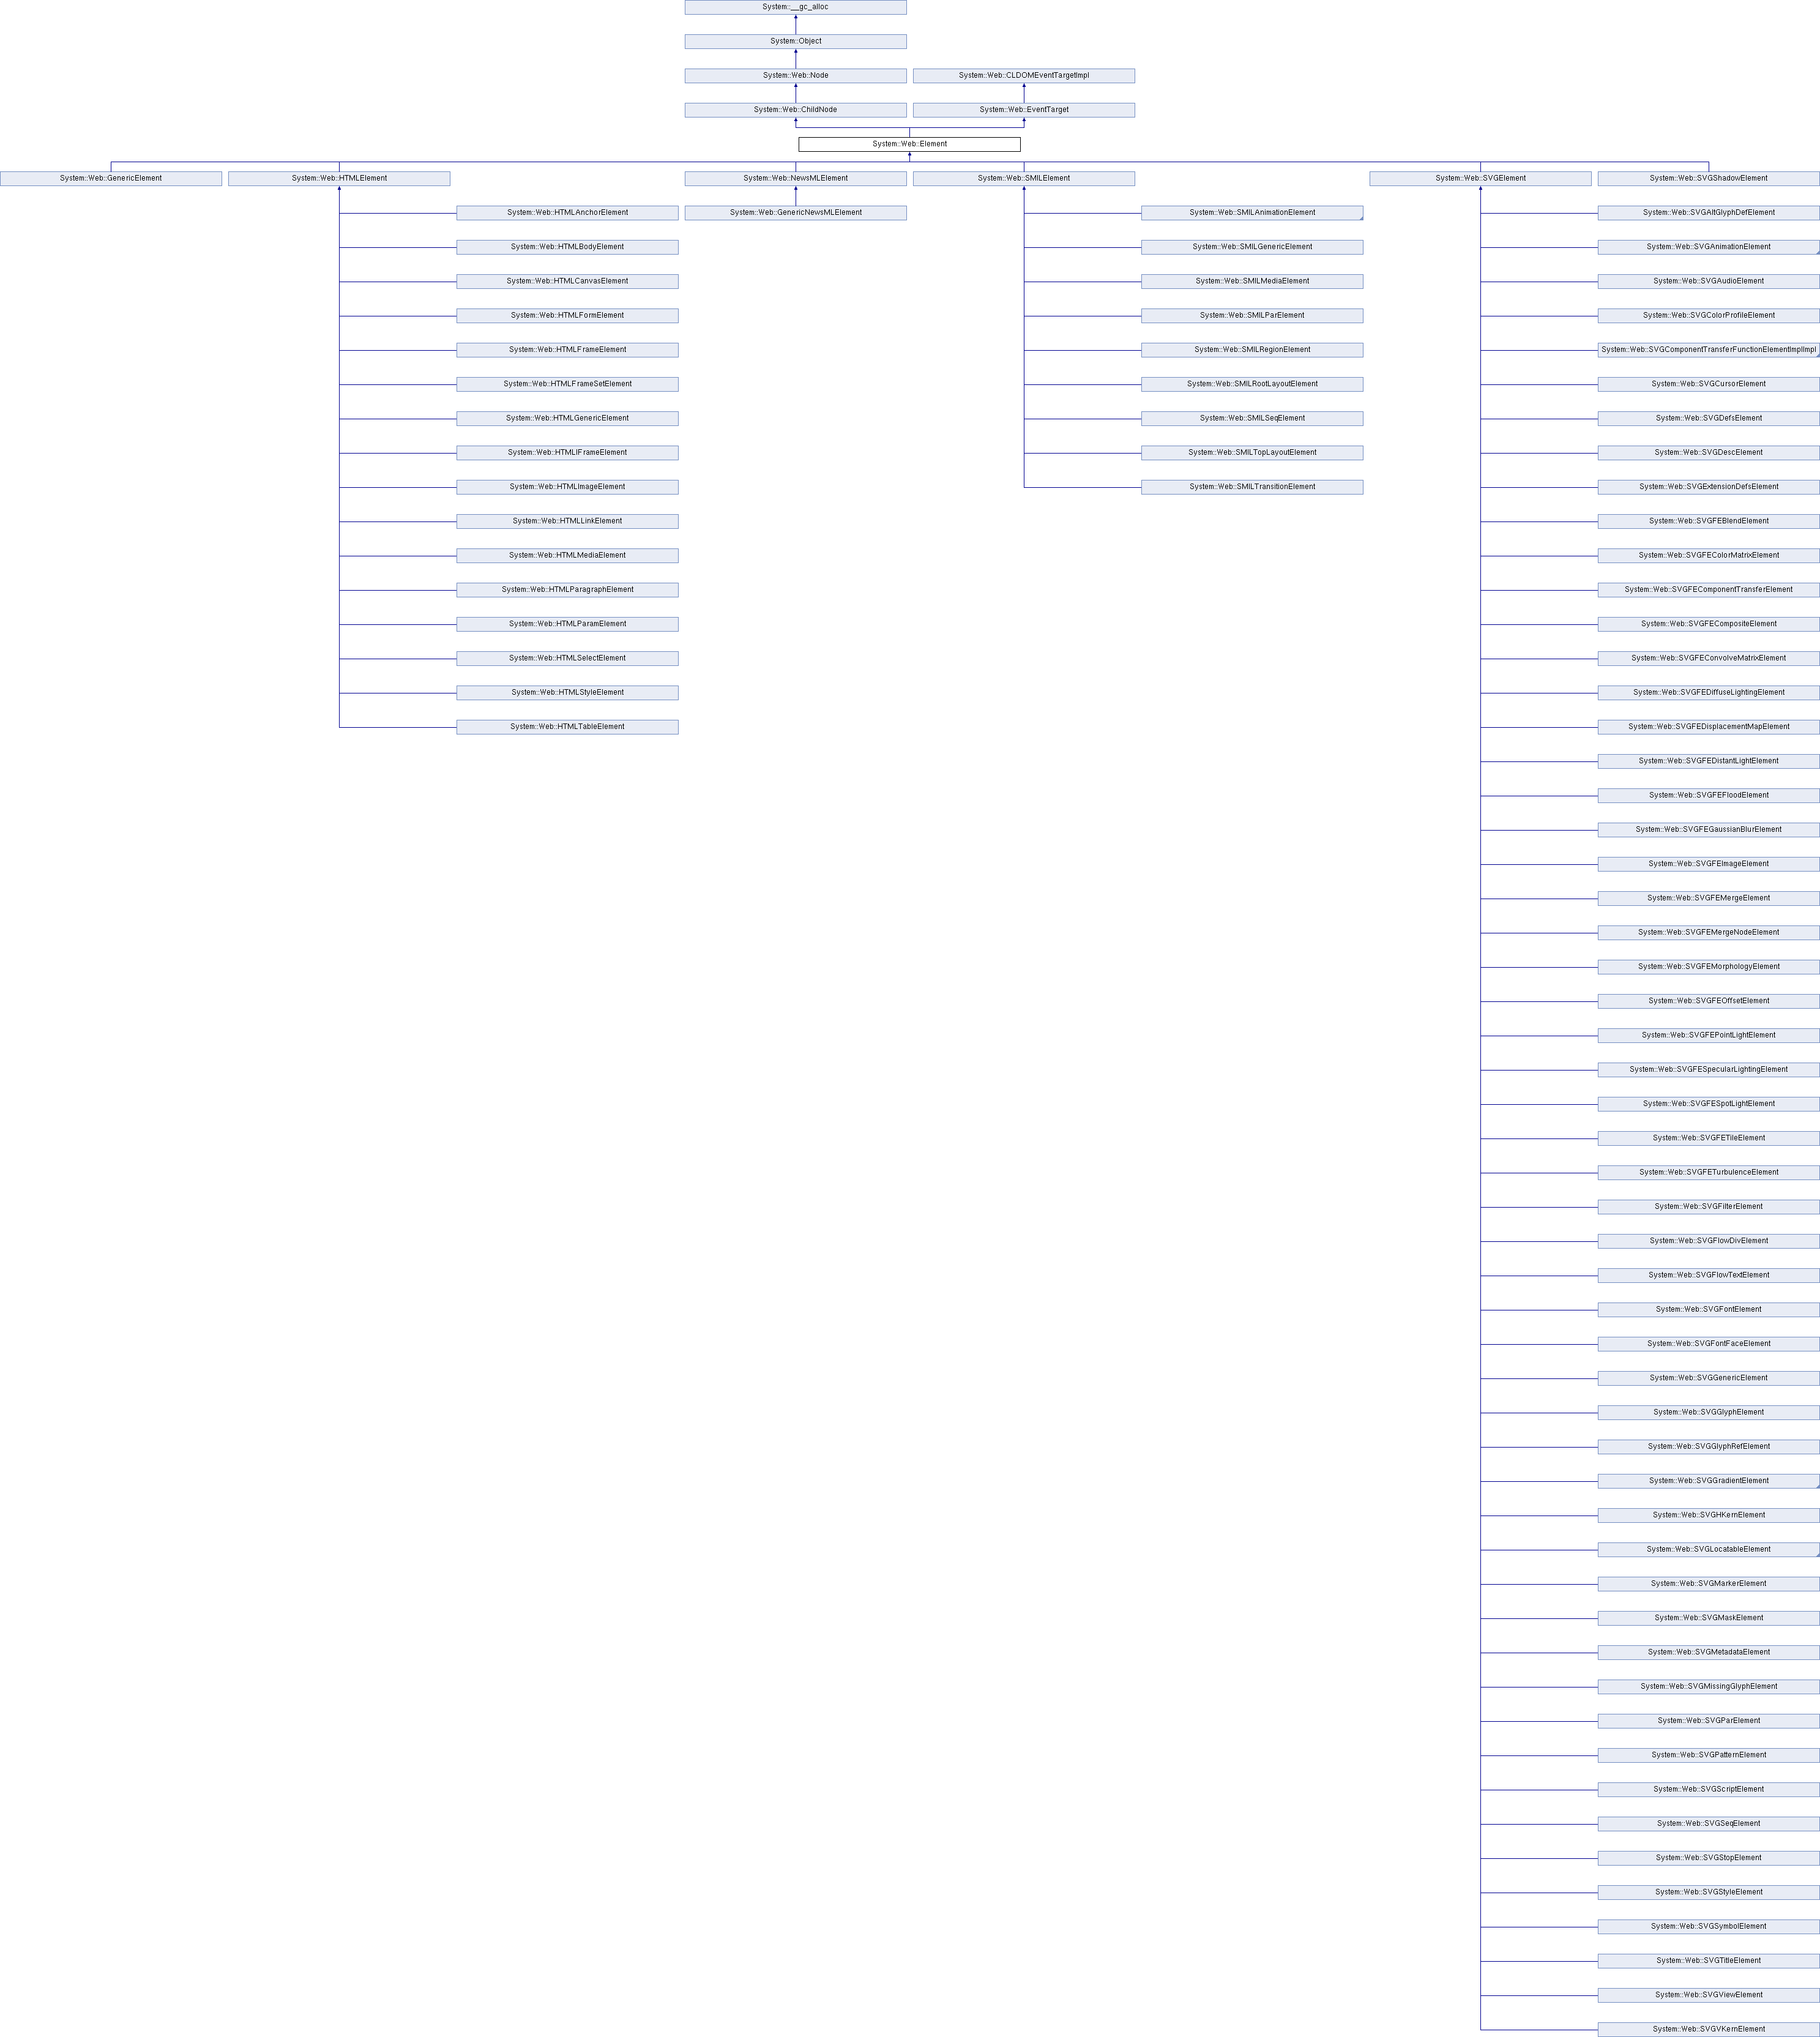 System::__gc_alloc
System::Object
System::Web::Node
System::Web::CLDOMEventTargetImpl
System::Web::ChildNode
System::Web::EventTarget
System::Web::Element
System::Web::GenericElement
System::Web::HTMLElement
System::Web::NewsMLElement
System::Web::SMILElement
System::Web::SVGElement
System::Web::SVGShadowElement
System::Web::HTMLAnchorElement
System::Web::GenericNewsMLElement
System::Web::SMILAnimationElement
System::Web::SVGAltGlyphDefElement
System::Web::HTMLBodyElement
System::Web::SMILGenericElement
System::Web::SVGAnimationElement
System::Web::HTMLCanvasElement
System::Web::SMILMediaElement
System::Web::SVGAudioElement
System::Web::HTMLFormElement
System::Web::SMILParElement
System::Web::SVGColorProfileElement
System::Web::HTMLFrameElement
System::Web::SMILRegionElement
System::Web::SVGComponentTransferFunctionElementImplImpl
System::Web::HTMLFrameSetElement
System::Web::SMILRootLayoutElement
System::Web::SVGCursorElement
System::Web::HTMLGenericElement
System::Web::SMILSeqElement
System::Web::SVGDefsElement
System::Web::HTMLIFrameElement
System::Web::SMILTopLayoutElement
System::Web::SVGDescElement
System::Web::HTMLImageElement
System::Web::SMILTransitionElement
System::Web::SVGExtensionDefsElement
System::Web::HTMLLinkElement
System::Web::SVGFEBlendElement
System::Web::HTMLMediaElement
System::Web::SVGFEColorMatrixElement
System::Web::HTMLParagraphElement
System::Web::SVGFEComponentTransferElement
System::Web::HTMLParamElement
System::Web::SVGFECompositeElement
System::Web::HTMLSelectElement
System::Web::SVGFEConvolveMatrixElement
System::Web::HTMLStyleElement
System::Web::SVGFEDiffuseLightingElement
System::Web::HTMLTableElement
System::Web::SVGFEDisplacementMapElement
System::Web::SVGFEDistantLightElement
System::Web::SVGFEFloodElement
System::Web::SVGFEGaussianBlurElement
System::Web::SVGFEImageElement
System::Web::SVGFEMergeElement
System::Web::SVGFEMergeNodeElement
System::Web::SVGFEMorphologyElement
System::Web::SVGFEOffsetElement
System::Web::SVGFEPointLightElement
System::Web::SVGFESpecularLightingElement
System::Web::SVGFESpotLightElement
System::Web::SVGFETileElement
System::Web::SVGFETurbulenceElement
System::Web::SVGFilterElement
System::Web::SVGFlowDivElement
System::Web::SVGFlowTextElement
System::Web::SVGFontElement
System::Web::SVGFontFaceElement
System::Web::SVGGenericElement
System::Web::SVGGlyphElement
System::Web::SVGGlyphRefElement
System::Web::SVGGradientElement
System::Web::SVGHKernElement
System::Web::SVGLocatableElement
System::Web::SVGMarkerElement
System::Web::SVGMaskElement
System::Web::SVGMetadataElement
System::Web::SVGMissingGlyphElement
System::Web::SVGParElement
System::Web::SVGPatternElement
System::Web::SVGScriptElement
System::Web::SVGSeqElement
System::Web::SVGStopElement
System::Web::SVGStyleElement
System::Web::SVGSymbolElement
System::Web::SVGTitleElement
System::Web::SVGViewElement
System::Web::SVGVKernElement